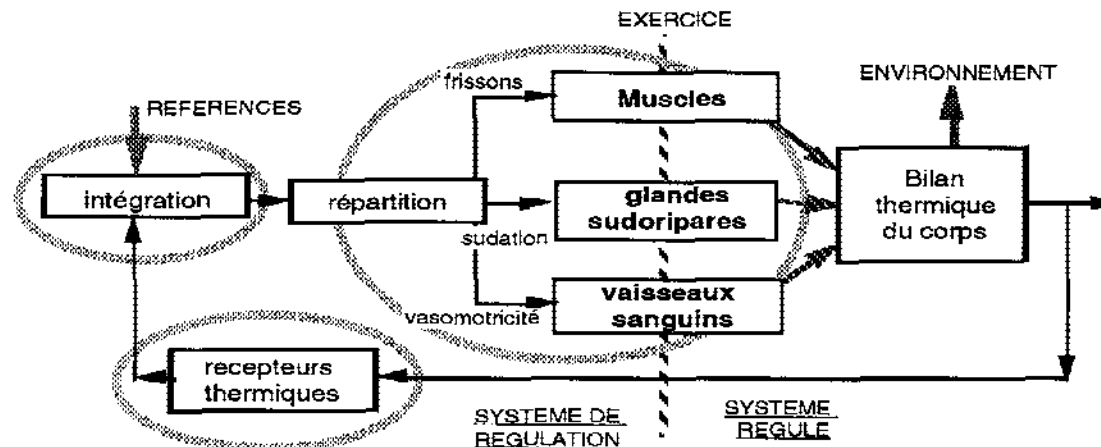 EXERCICE
ENVIRONNEMENT
frissons
REFERENCES
Muscles
intégration
répartition
glandes
sudoripares
Bilan
thermique
du corps
sudation
vaisseaux
sanguins
vasomotricité
recepteurs
thermiques
SYSTEME DE
REGULATION
SYSTEME
REGULE